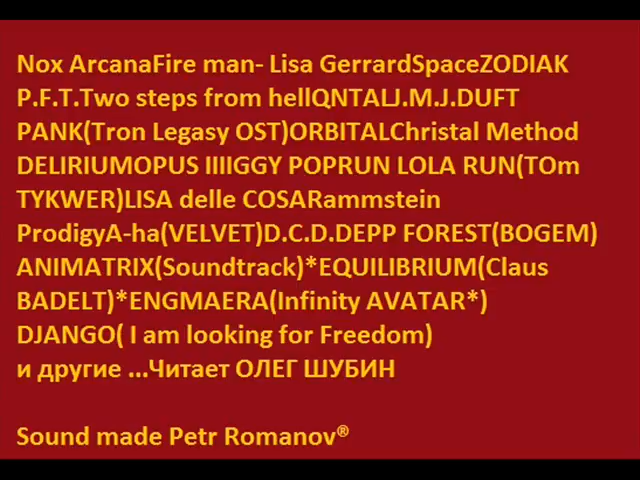 Nox ArcanaFire man- Lisa GerrardSpaceZODIAK
P.F.T.Two steps from hellQNTALJ.M.J.DUFT
PANK(Tron Legasy OST)ORBITALChristal Method
DELIRIUMOPUS IIIIGGY POPRUN LOLA RUN(TOm
TYKWER)LISA delle COSARammstein
ProdigyA-ha(VELVET)D.C.D.DEPP FOREST(BOGEM)
ANIMATRIX(Soundtrack)*EQUILIBRIUM(Claus
BADELT)*ENGMAERA(Infinity AVATAR*)
DJANGO( I am looking for Freedom)
и другие ...Читает ОЛЕГ ШУБИН
Sound made Petr Romanov®